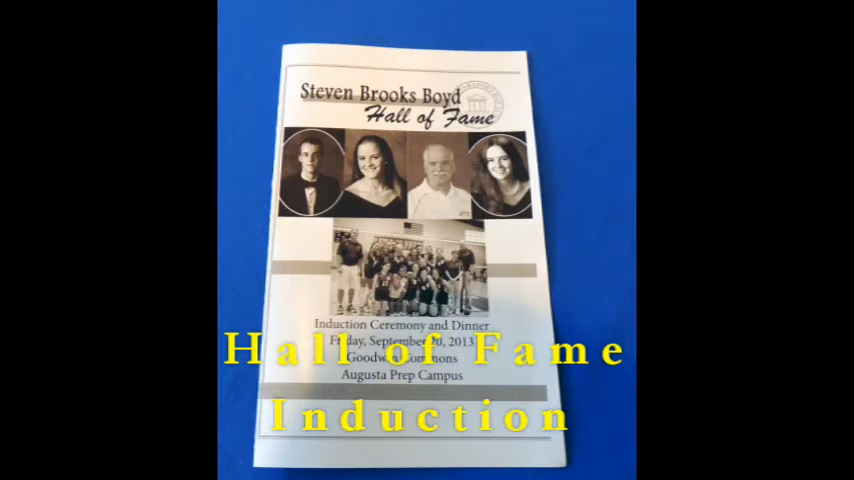 Steven Brooks Boyd
Hall of Fame
Induction Ceremony and Dinner
Friday, September 20, 2013
Goodwin Commons
Augusta Prep Campus
Hall of Fame
Induction